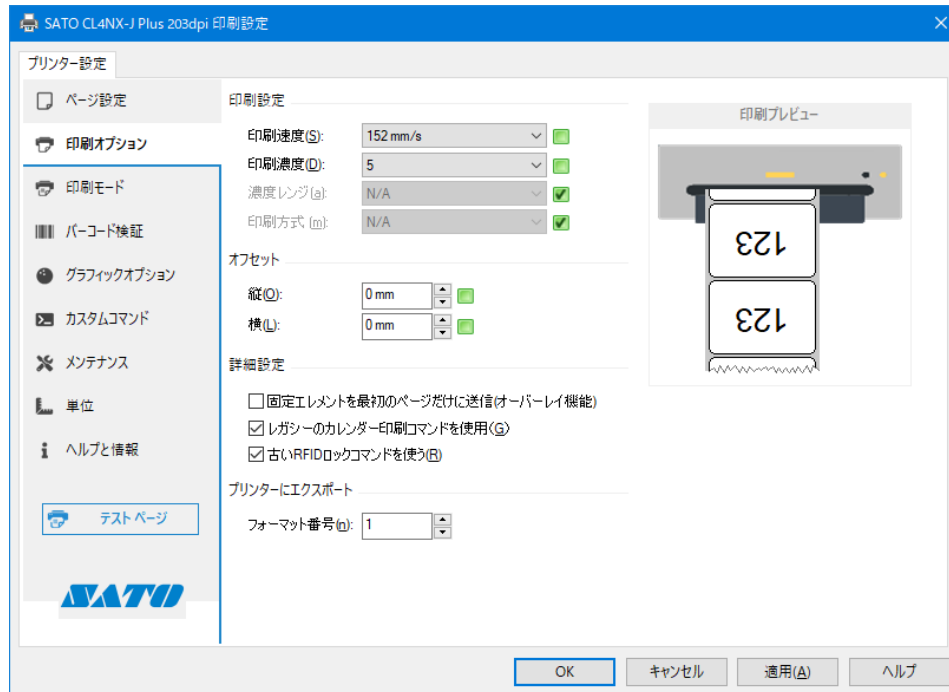 SATO CL4NX-J Plus 203dpi 印刷設定
プリンター設定
ページ設定
印刷オプション
印刷モード
バーコード検証
グラフィックオプション
カスタムコマンド
メンテナンス
単位
ヘルプと情報
テスト ページ
SATO
印刷設定
印刷速度(S): 152 mm/s
印刷濃度(D): 5
濃度レンジ(a): N/A
印刷方式 (m): N/A
オフセット
縦(O): 0 mm
横(L): 0 mm
詳細設定
固定エレメントを最初のページだけに送信(オーバーレイ機能)
レガシーのカレンダー印刷コマンドを使用(G)
古いRFIDロックコマンドを使う(R)
プリンターにエクスポート
フォーマット番号(n): 1
印刷プレビュー
123
123
OK キャンセル 適用(A) ヘルプ